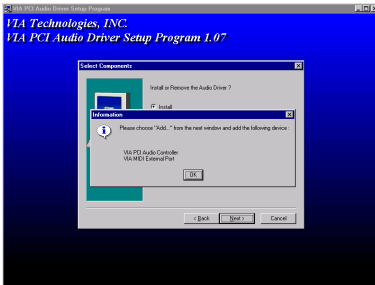 VIA PCI Audio Driver Setup Program
VIA Technologies, INC.
VIA PCI Audio Driver Setup Program 1.07
Select Components
Install or Remove the Audio Driver ?
Install
Information
Please choose "Add..." from the next window and add the following device :
VIA PCI Audio Controller
VIA MIDI External Port
OK
< Back
Next >
Cancel